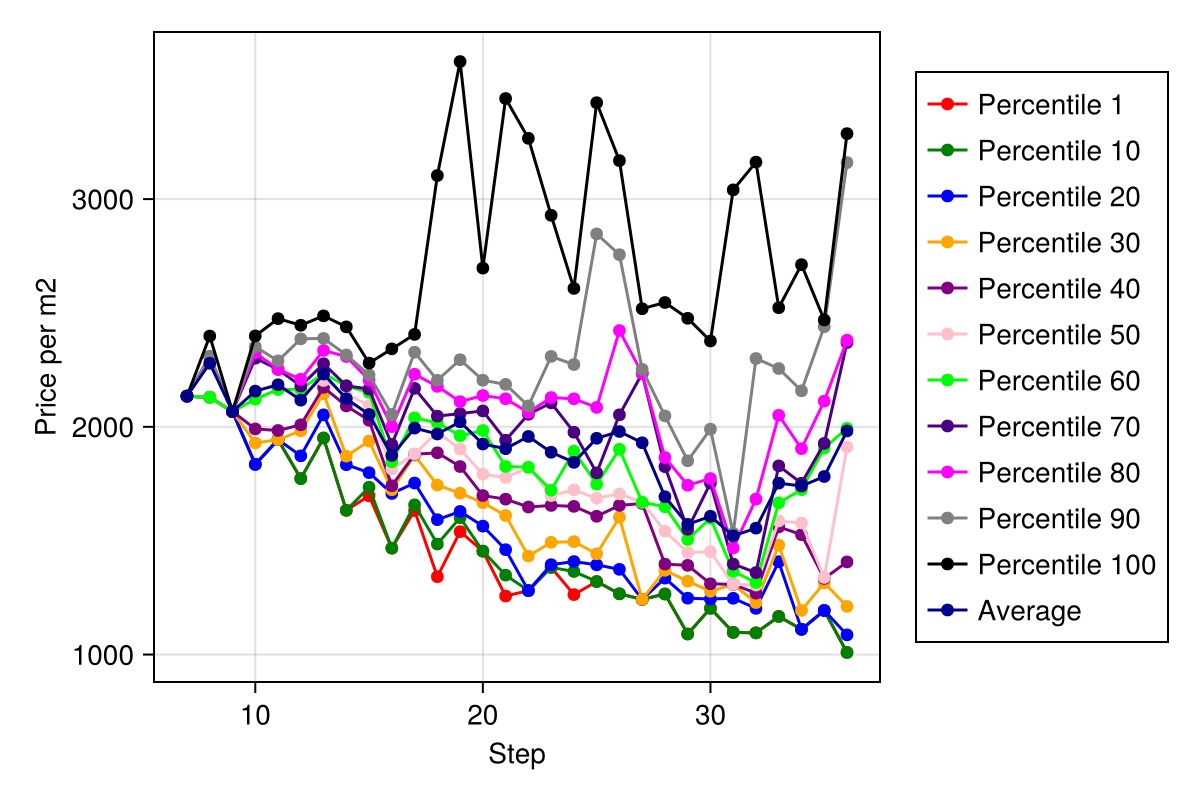 Price per m2
3000
2000
1000
10
20
30
Step
Percentile 1
Percentile 10
Percentile 20
Percentile 30
Percentile 40
Percentile 50
Percentile 60
Percentile 70
Percentile 80
Percentile 90
Percentile 100
Average